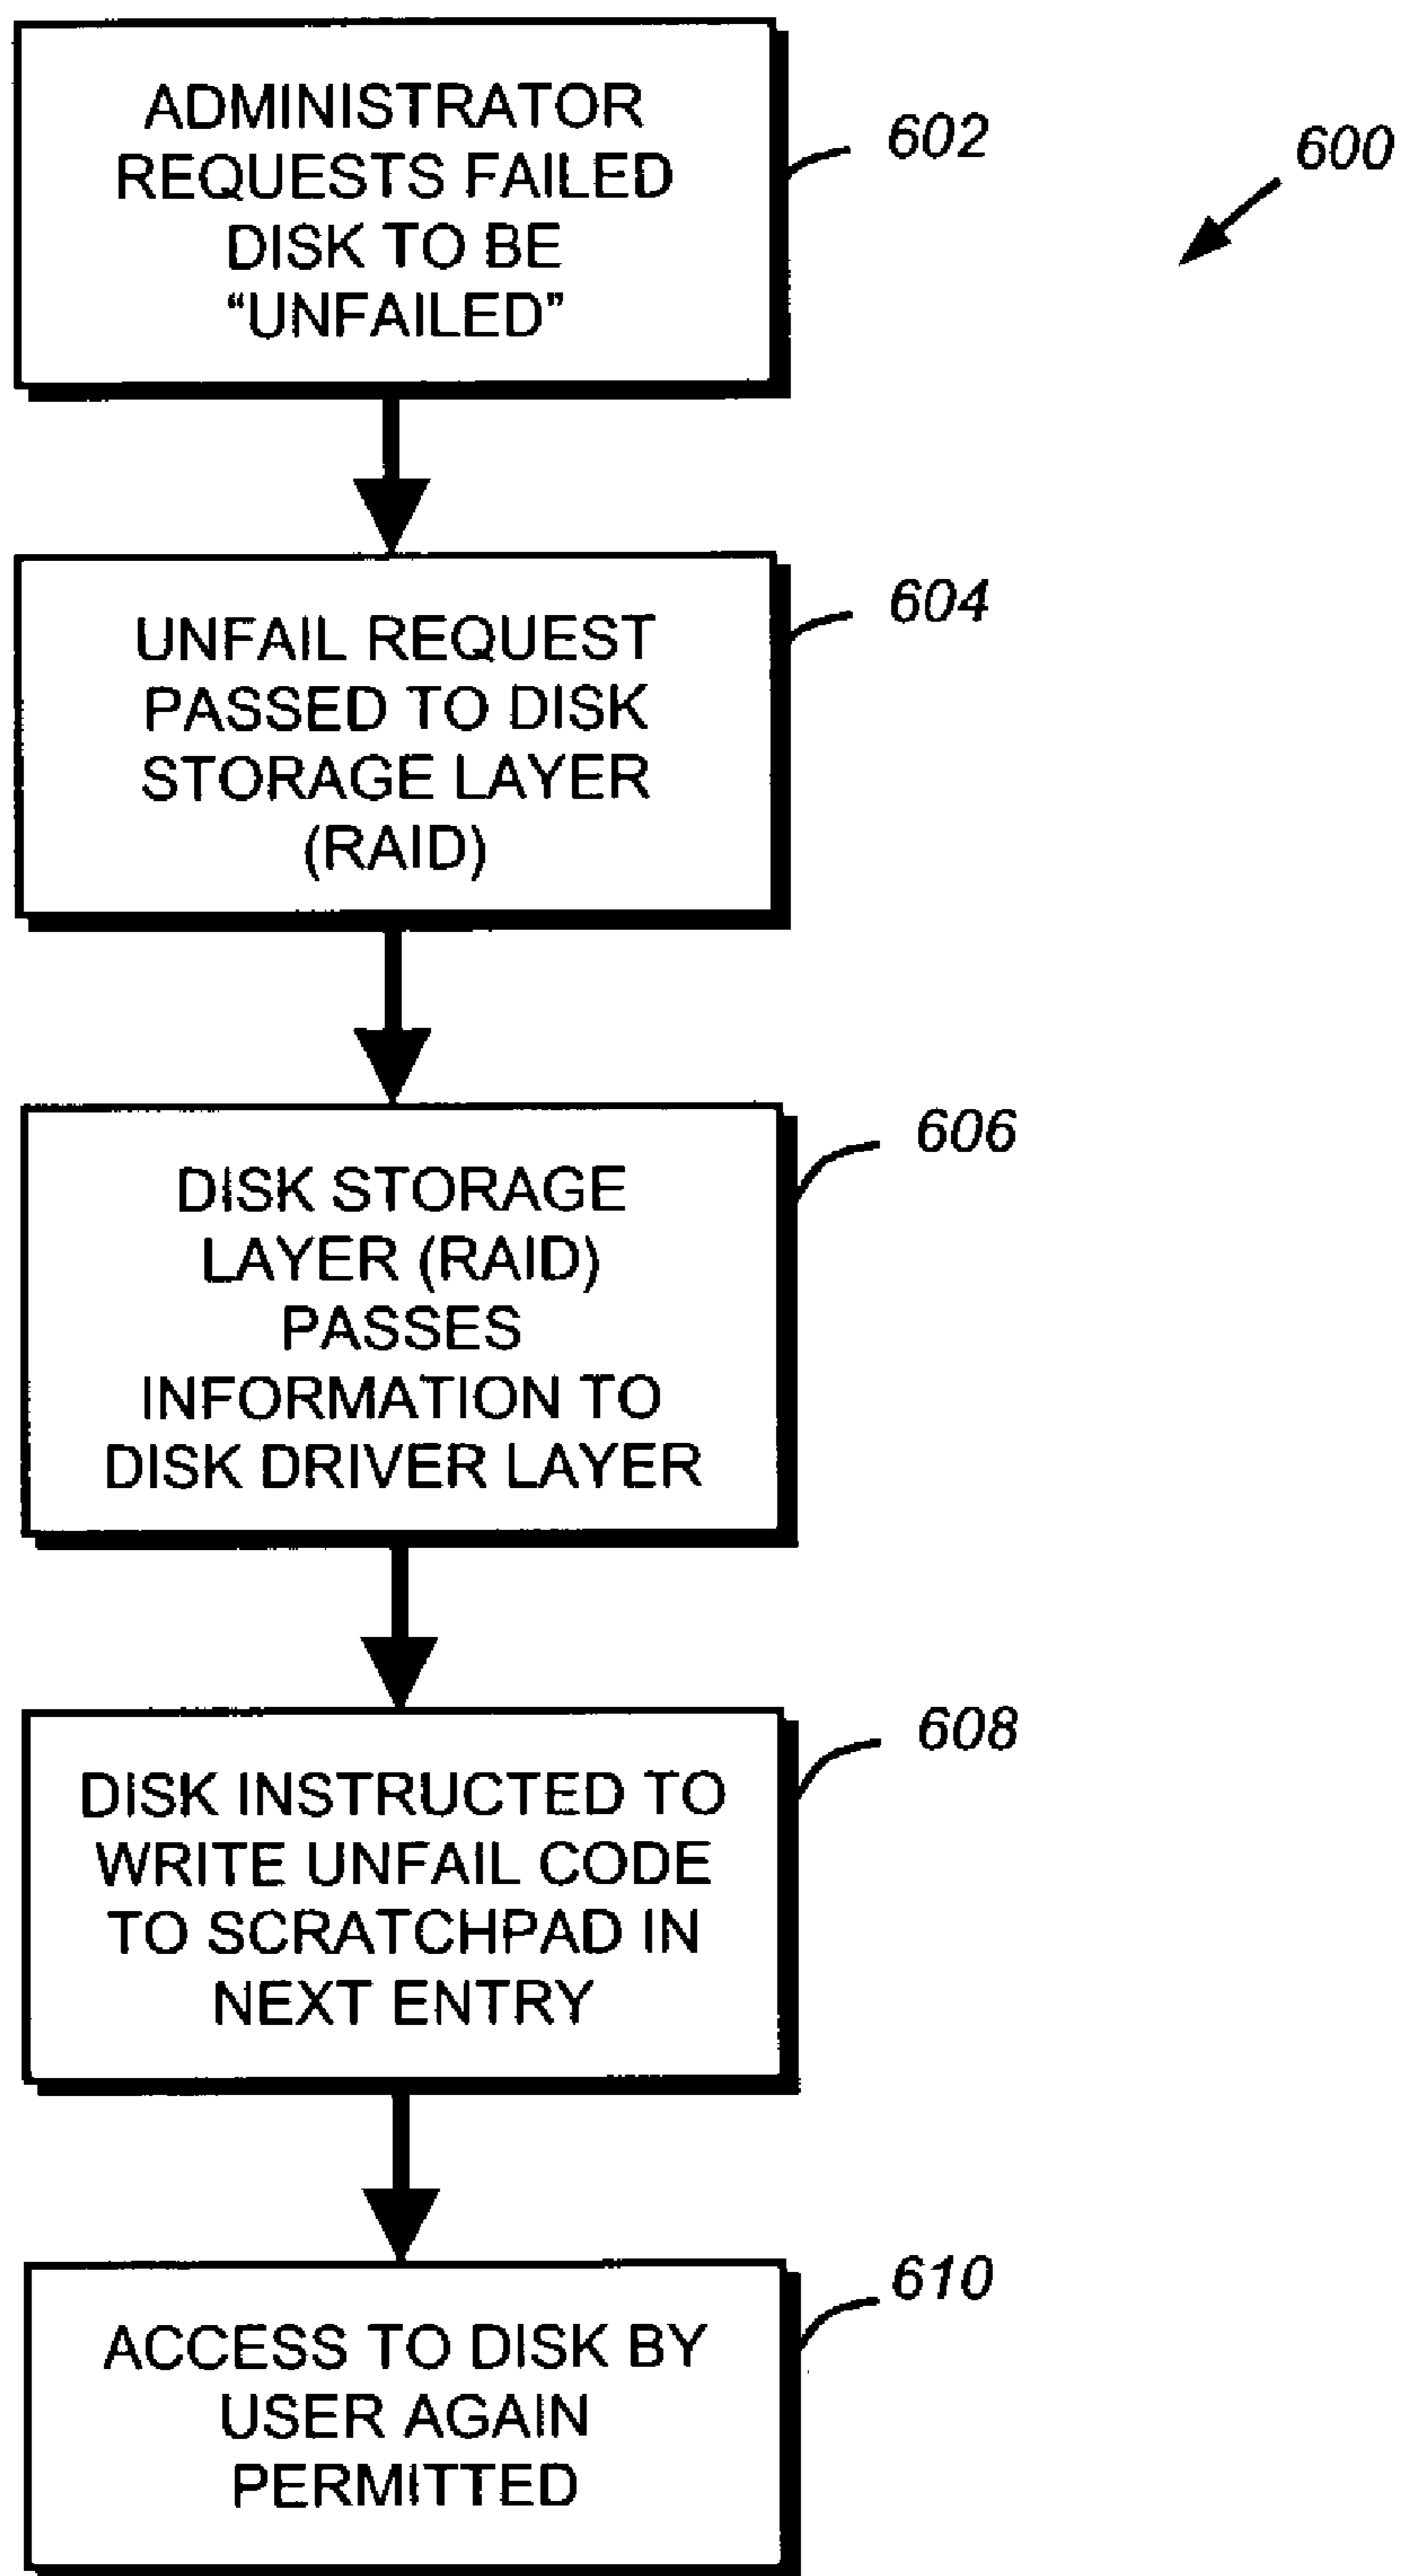 ADMINISTRATOR
REQUESTS FAILED
DISK TO BE
“UNFAILED”
602
600
UNFAIL REQUEST
PASSED TO DISK
STORAGE LAYER
(RAID)
604
DISK STORAGE
LAYER (RAID)
PASSES
INFORMATION TO
DISK DRIVER LAYER
606
DISK INSTRUCTED TO
WRITE UNFAIL CODE
TO SCRATCHPAD IN
NEXT ENTRY
608
ACCESS TO DISK BY
USER AGAIN
PERMITTED
610